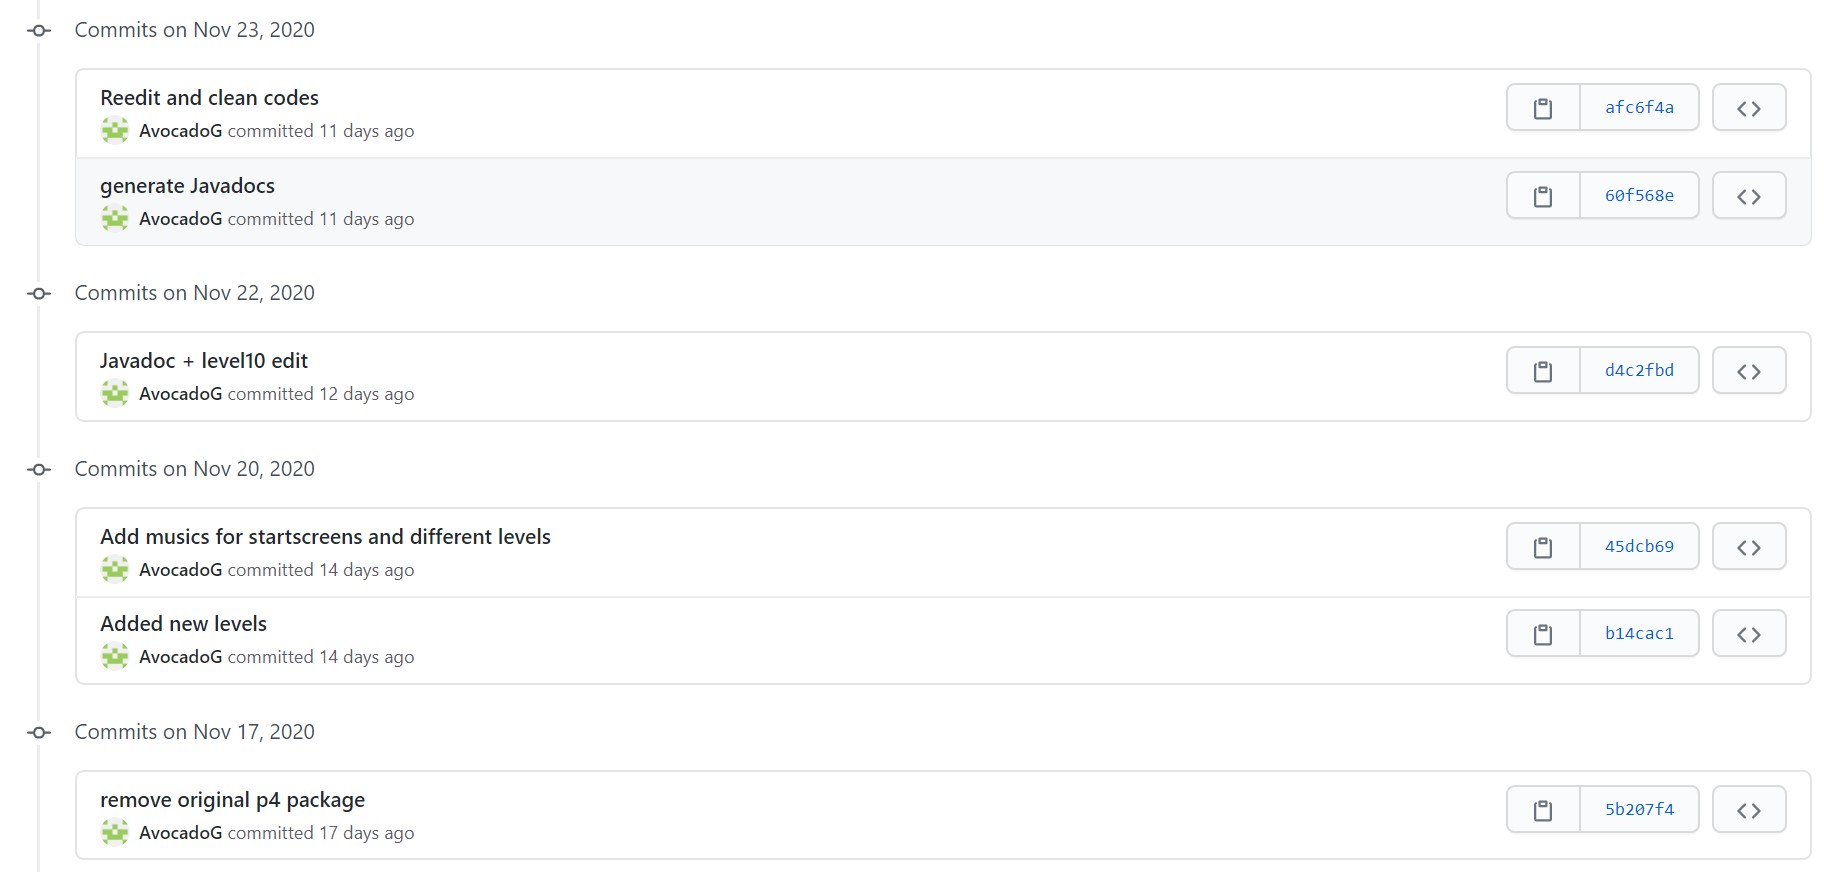 Commits on Nov 23, 2020
Reedit and clean codes
afc6f4a
AvocadoG committed 11 days ago
generate Javadocs
60f568e
AvocadoG committed 11 days ago
Commits on Nov 22, 2020
Javadoc + level10 edit
d4c2fbd
AvocadoG committed 12 days ago
Commits on Nov 20, 2020
Add musics for startscreens and different levels
45dcb69
AvocadoG committed 14 days ago
Added new levels
b14cac1
AvocadoG committed 14 days ago
Commits on Nov 17, 2020
remove original p4 package
5b207f4
AvocadoG committed 17 days ago